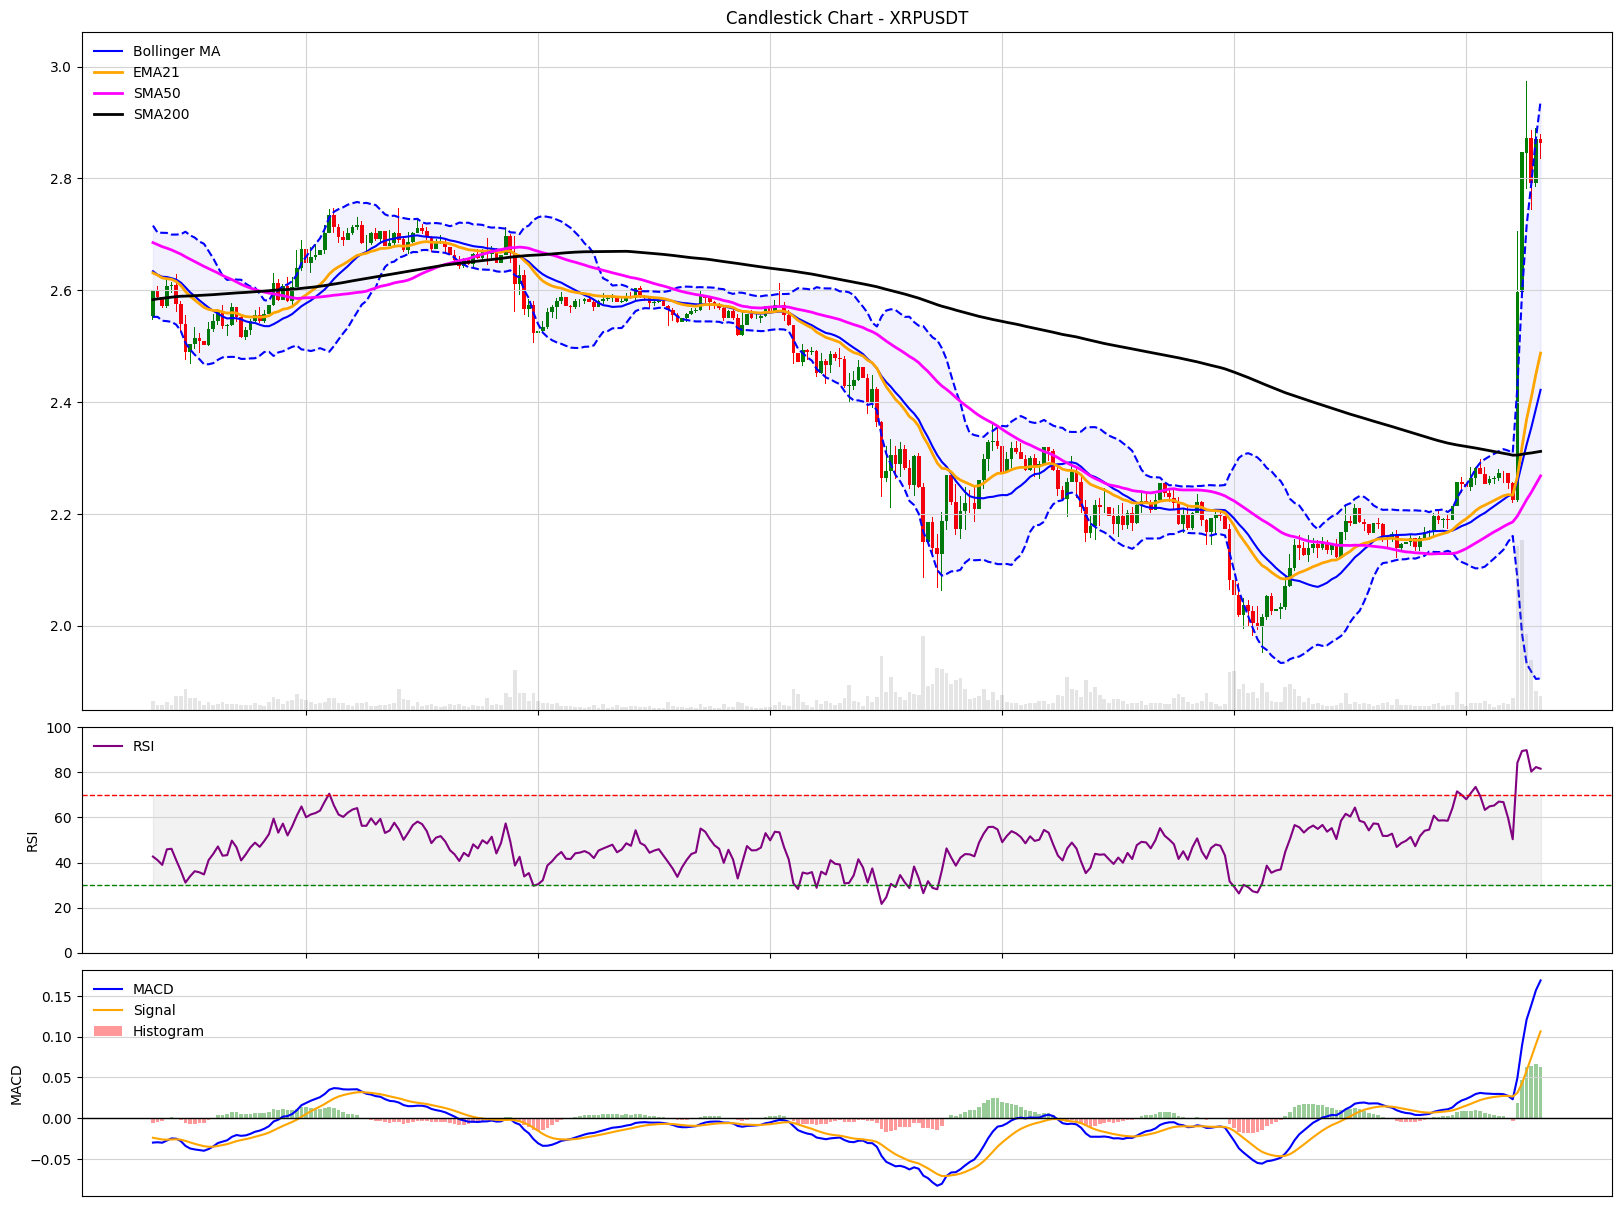 Candlestick Chart - XRPUSDT
Bollinger MA
EMA21
SMA50
SMA200
3.0
2.8
2.6
2.4
2.2
2.0
RSI
100
80
60
40
20
0
RSI
MACD
Signal
Histogram
0.15
0.10
0.05
0.00
−0.05
MACD